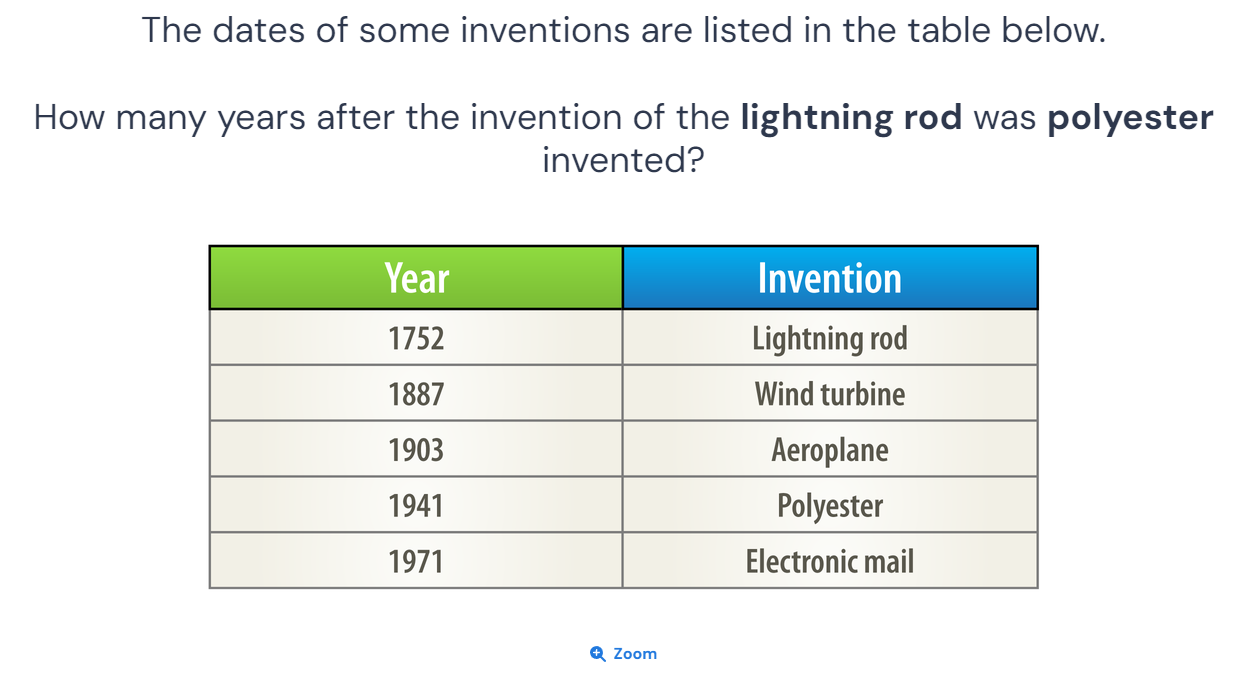 The dates of some inventions are listed in the table below.
How many years after the invention of the lightning rod was polyester
invented?
Year Invention
1752 Lightning rod
1887 Wind turbine
1903 Aeroplane
1941 Polyester
1971 Electronic mail
Zoom